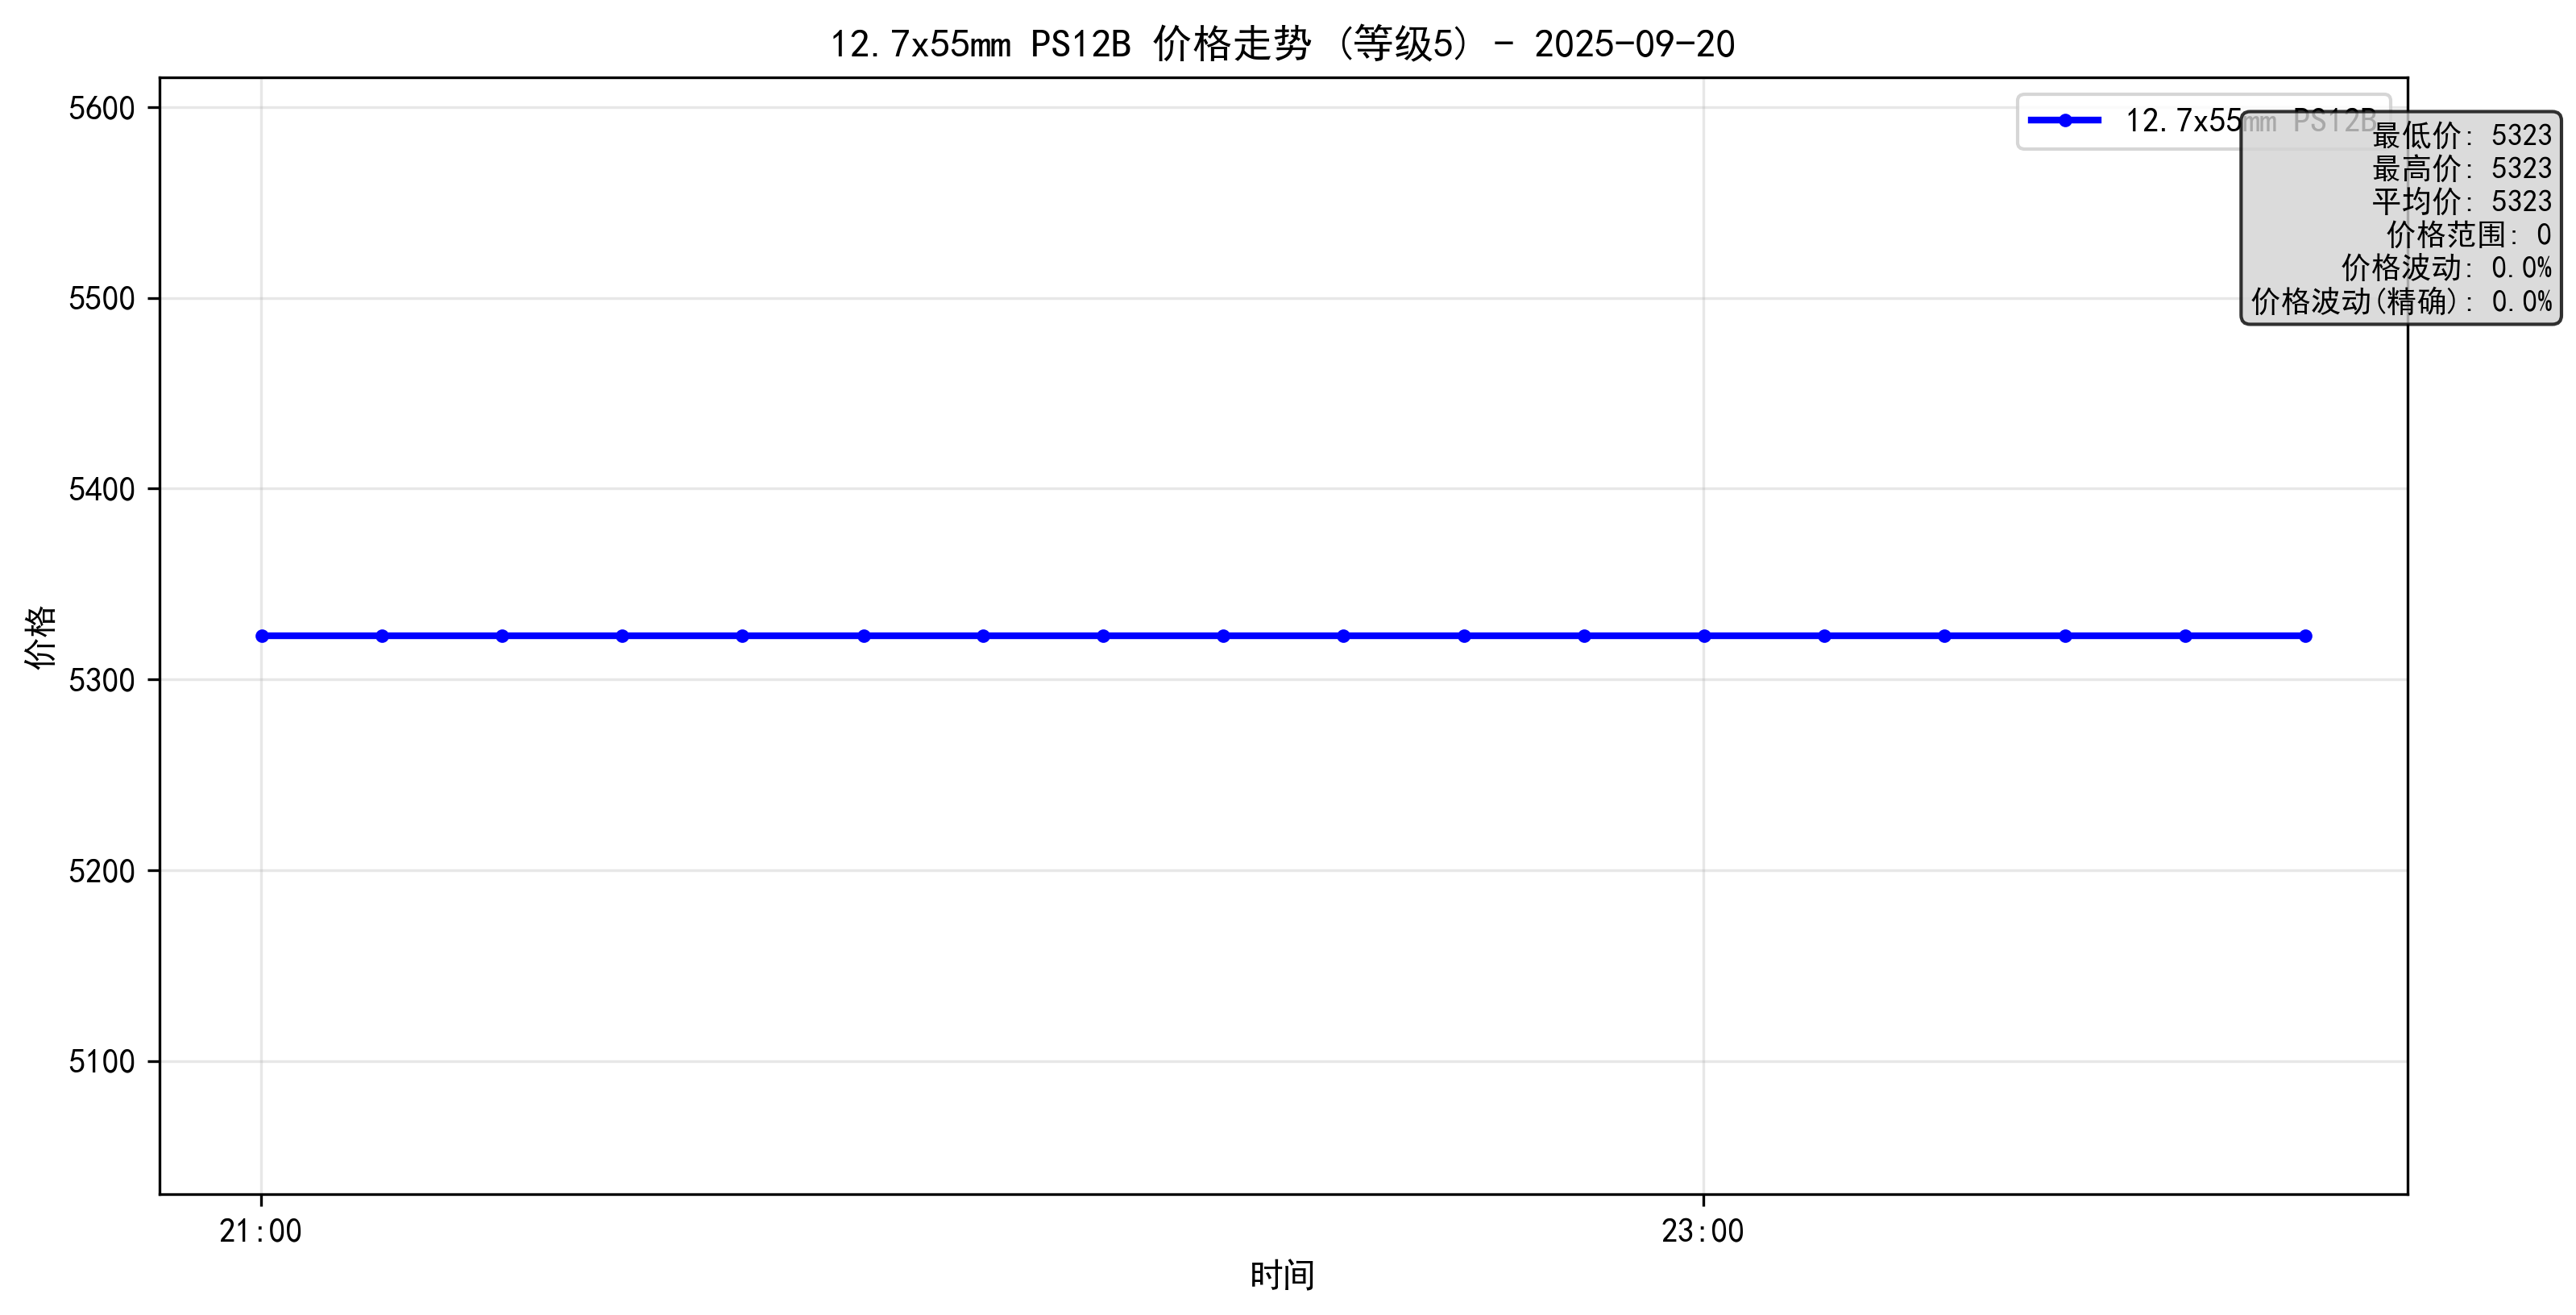 12.7x55mm PS12B 价格走势 (等级5) - 2025-09-20
12.7x55mm PS12B
最低价: 5323
最高价: 5323
平均价: 5323
价格范围: 0
价格波动: 0.0%
价格波动(精确): 0.0%
5600
5500
5400
5300
5200
5100
价格
21:00
23:00
时间